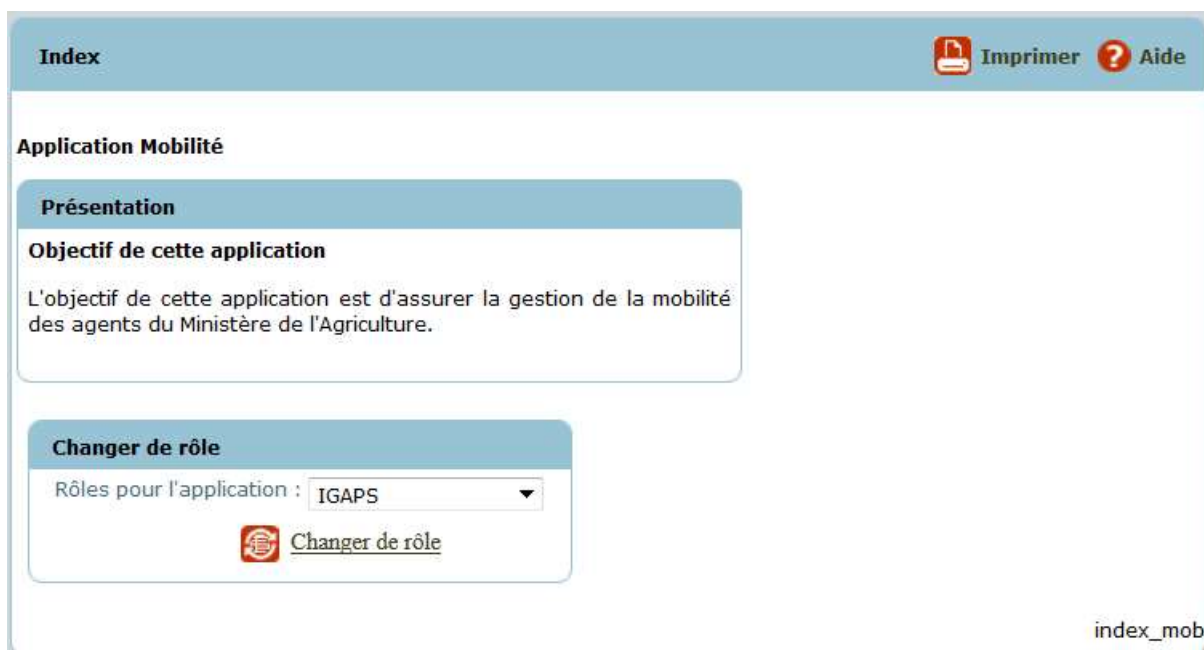 Index
Imprimer
Aide
Application Mobilité
Présentation
Objectif de cette application
L'objectif de cette application est d'assurer la gestion de la mobilité
des agents du Ministère de l'Agriculture.
Changer de rôle
Rôles pour l'application : IGAPS
Changer de rôle
index_mob